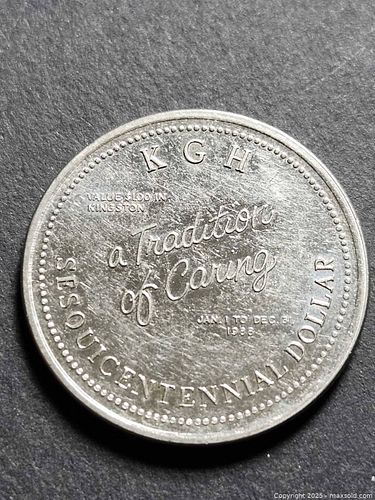 KGH
VALUE $1.00 IN
KINGSTON
a Tradition
of Caring
JAN. 1 TO DEC. 31
SESQUICENTENNIAL DOLLAR
Copyright 2025 - maxsold.com